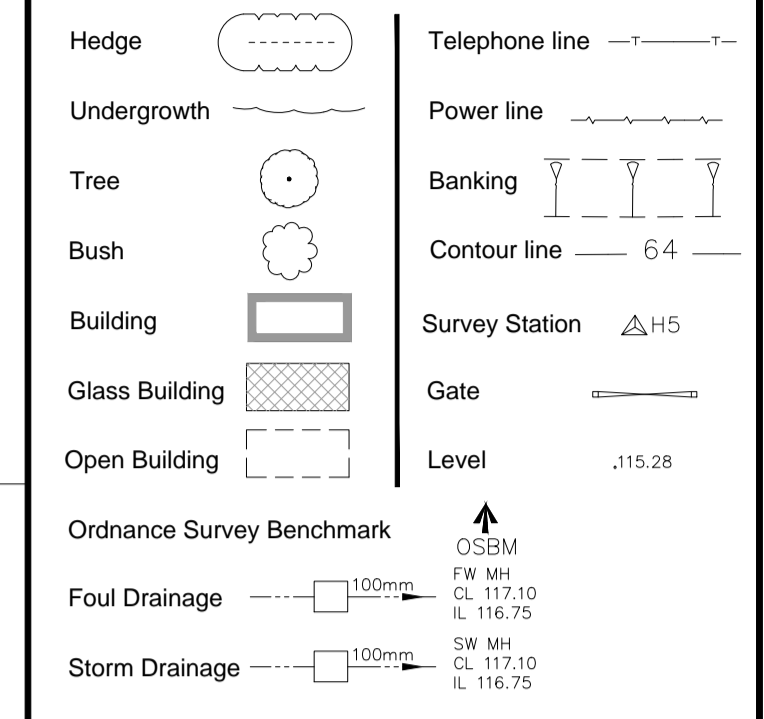 Hedge
Undergrowth
Tree
Bush
Building
Glass Building
Open Building
Telephone line T T
Power line
Banking
Contour line 64
Survey Station H5
Gate
Level .115.28
Ordnance Survey Benchmark OSBM
Foul Drainage 100mm
FW MH
CL 117.10
IL 116.75
Storm Drainage 100mm
SW MH
CL 117.10
IL 116.75